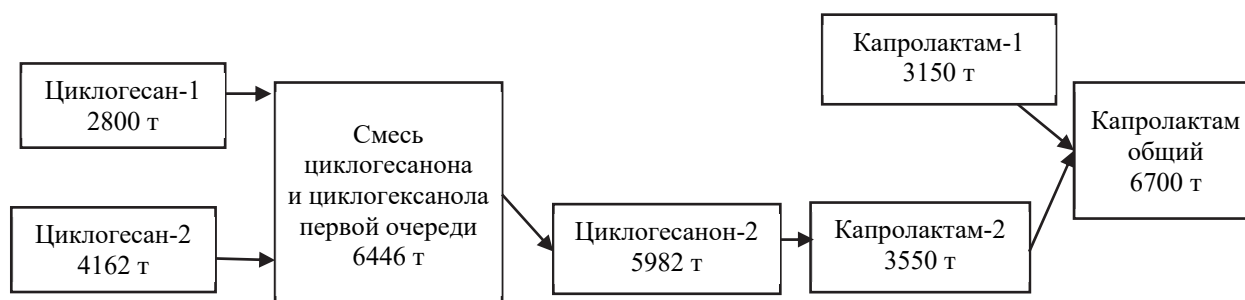 Циклогесан-1
2800 т
Циклогесан-2
4162 т
Смесь
циклогесанона
и циклогексанола
первой очереди
6446 т
Циклогесанон-2
5982 т
Капролактам-1
3150 т
Капролактам-2
3550 т
Капролактам
общий
6700 т